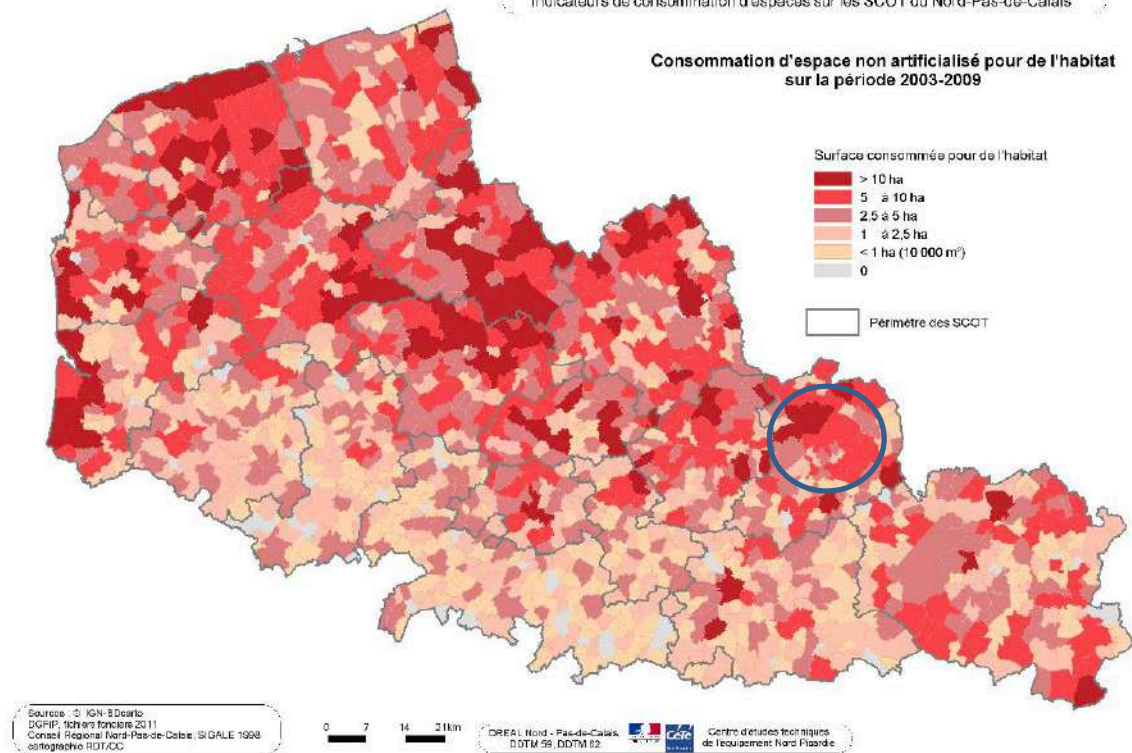 Indicateurs de consommation d'espaces sur les SCOT du Nord-Pas-de-Calais
Consommation d'espace non artificialisé pour de l'habitat
sur la période 2003-2009
Surface consommée pour de l'habitat
> 10 ha
5 à 10 ha
2,5 à 5 ha
1 à 2,5 ha
< 1 ha (10 000 m²)
0
Périmètre des SCOT
Sources : © IGN-BDcarto
DGFIP, fichiers fonciers 2011
Conseil Régional Nord-Pas-de-Calais, SIGALE 1998
cartographie RDT/CC
0 7 14 21km
DREAL Nord - Pas-de-Calais,
DDTM 59, DDTM 62
CéTé
Centre d'études techniques
de l'equipement Nord Picardie